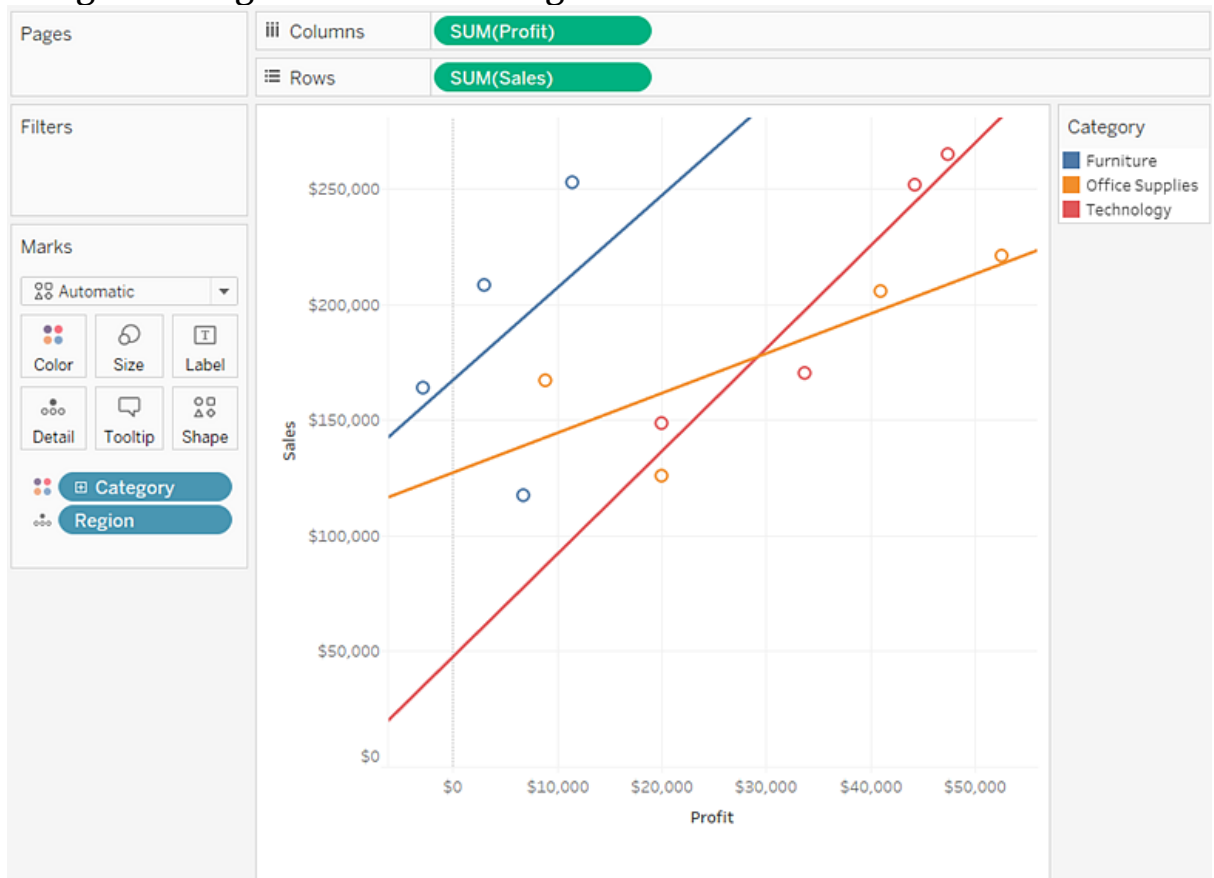 Pages
iii Columns
SUM(Profit)
Rows
SUM(Sales)
Filters
Marks
Automatic
Color
Size
T
Label
Detail
Tooltip
Shape
Category
Region
$250,000
$200,000
$150,000
$100,000
$50,000
$0
Sales
$0
$10,000
$20,000
$30,000
$40,000
$50,000
Profit
Category
Furniture
Office Supplies
Technology